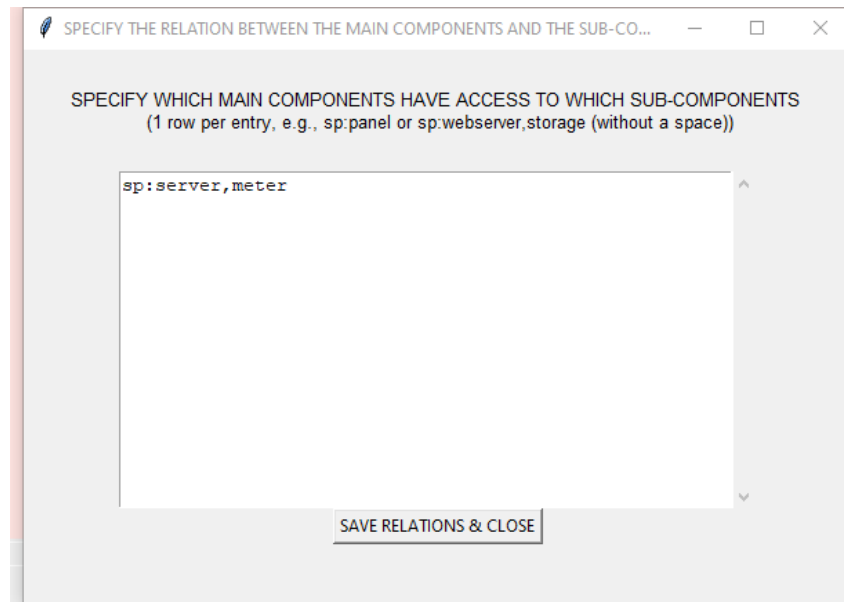 SPECIFY THE RELATION BETWEEN THE MAIN COMPONENTS AND THE SUB-CO...
SPECIFY WHICH MAIN COMPONENTS HAVE ACCESS TO WHICH SUB-COMPONENTS
(1 row per entry, e.g., sp:panel or sp:webserver,storage (without a space))
sp:server,meter
SAVE RELATIONS & CLOSE